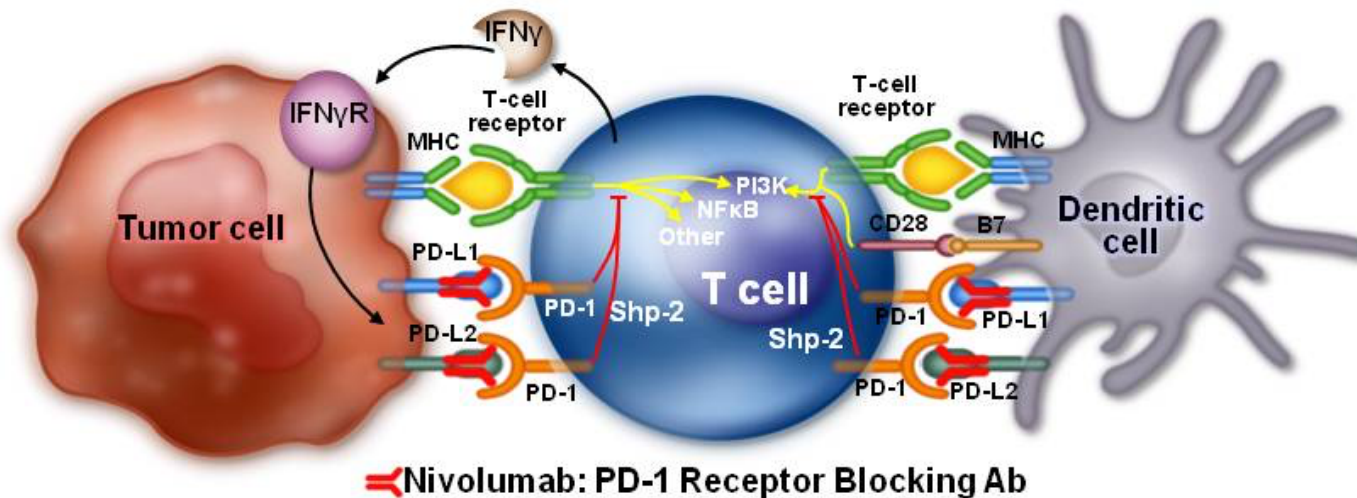 IFNγ
IFNγR
T-cell
receptor
MHC
Tumor cell
PD-L1
PD-1
Shp-2
PD-L2
PD-1
PI3K
NFκB
Other
T cell
Shp-2
T-cell
receptor
MHC
CD28
B7
Dendritic
cell
PD-1
PD-L1
PD-1
PD-L2
Nivolumab: PD-1 Receptor Blocking Ab